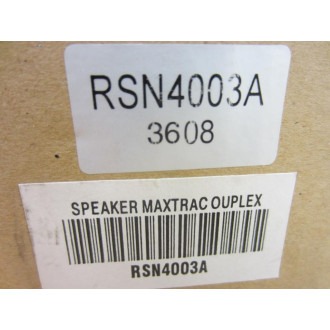 RSN4003A
3608
SPEAKER MAXTRAC OUPLEX
RSN4003A